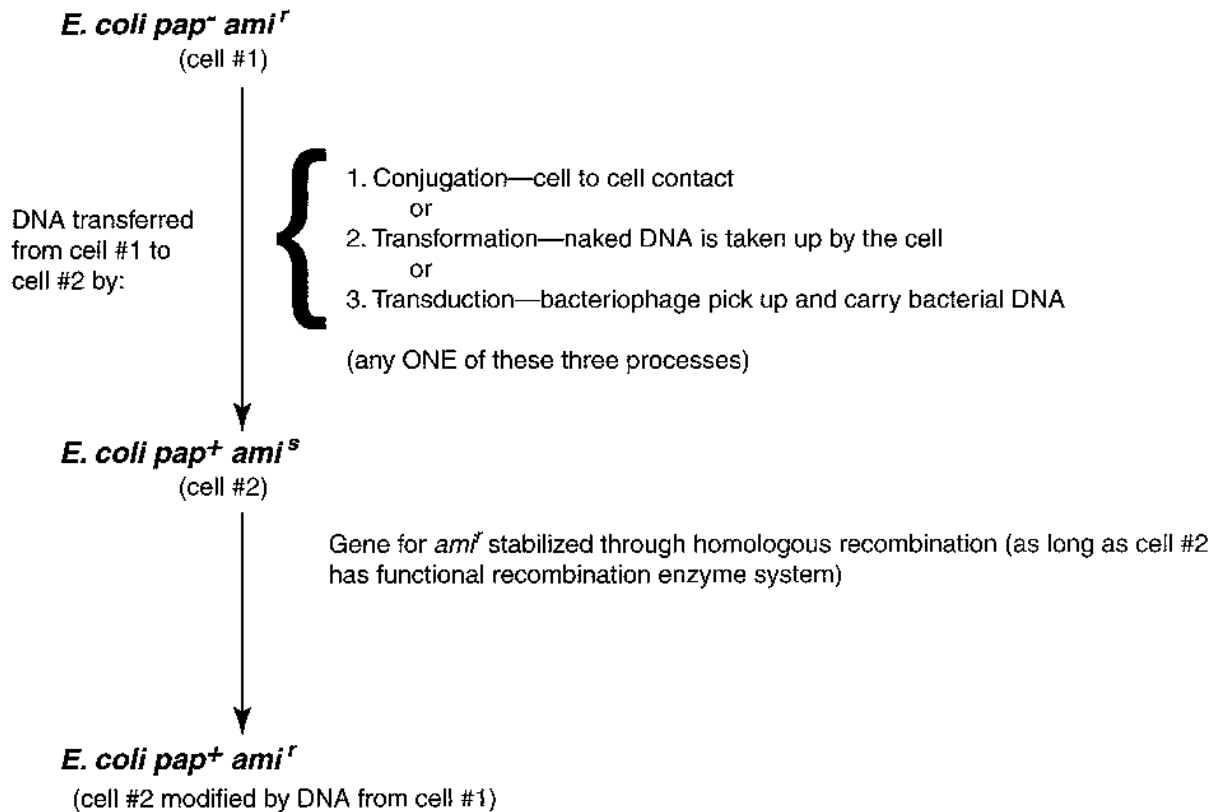 E. coli pap⁻ amiʳ
(cell #1)
DNA transferred
from cell #1 to
cell #2 by:
1. Conjugation—cell to cell contact
or
2. Transformation—naked DNA is taken up by the cell
or
3. Transduction—bacteriophage pick up and carry bacterial DNA
(any ONE of these three processes)
E. coli pap⁺ amiˢ
(cell #2)
Gene for amiʳ stabilized through homologous recombination (as long as cell #2
has functional recombination enzyme system)
E. coli pap⁺ amiʳ
(cell #2 modified by DNA from cell #1)